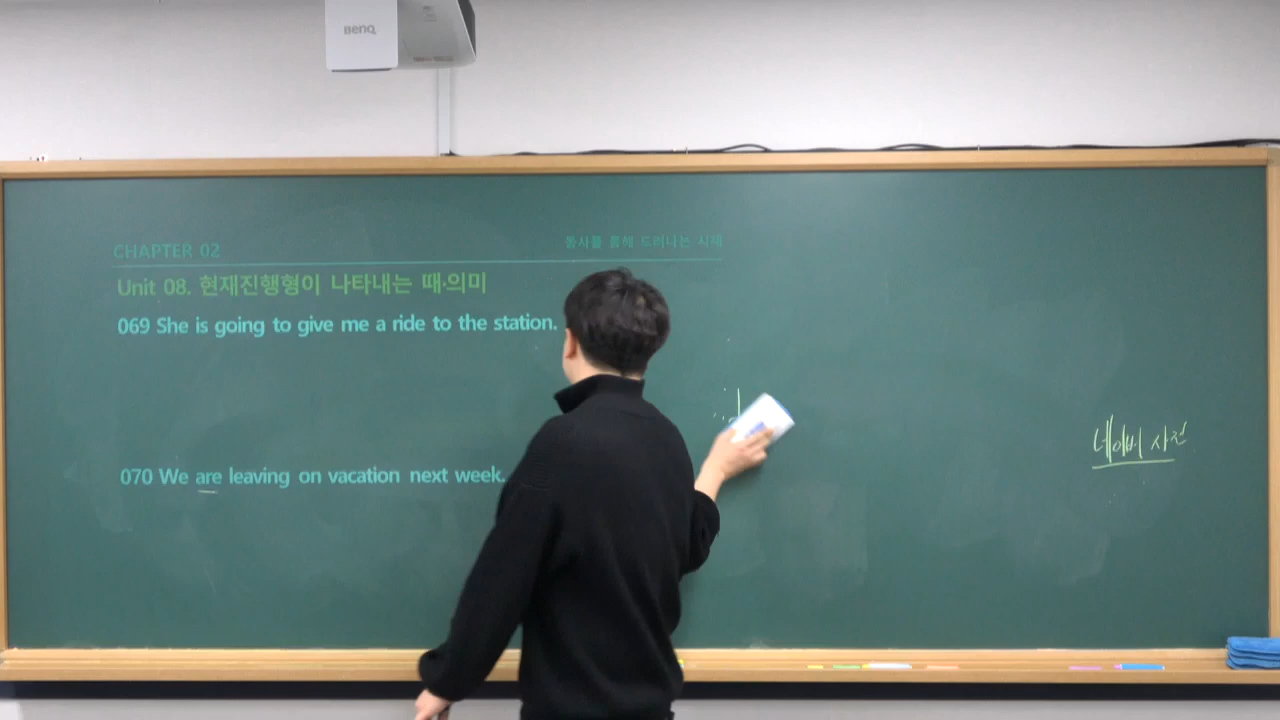 BenQ
CHAPTER 02
동사를 통해 드러나는 시제
Unit 08. 현재진행형이 나타내는 때·의미
069 She is going to give me a ride to the station.
네이버 사전
070 We are leaving on vacation next week.